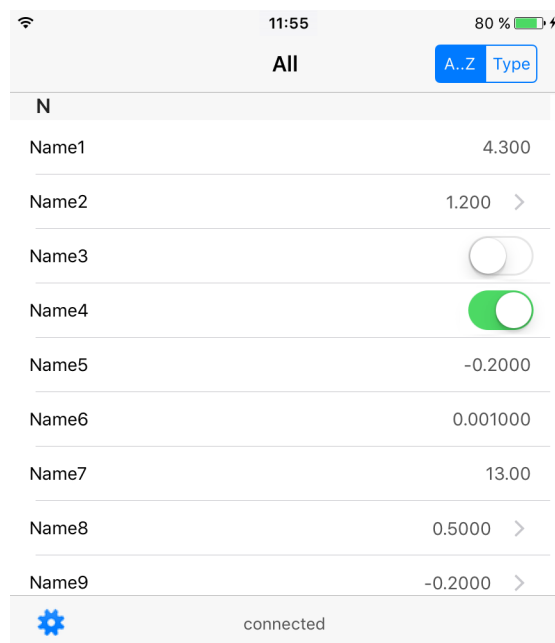 11:55 80 %
All A..Z Type
N
Name1 4.300
Name2 1.200
Name3
Name4
Name5 -0.2000
Name6 0.001000
Name7 13.00
Name8 0.5000
Name9 -0.2000
connected